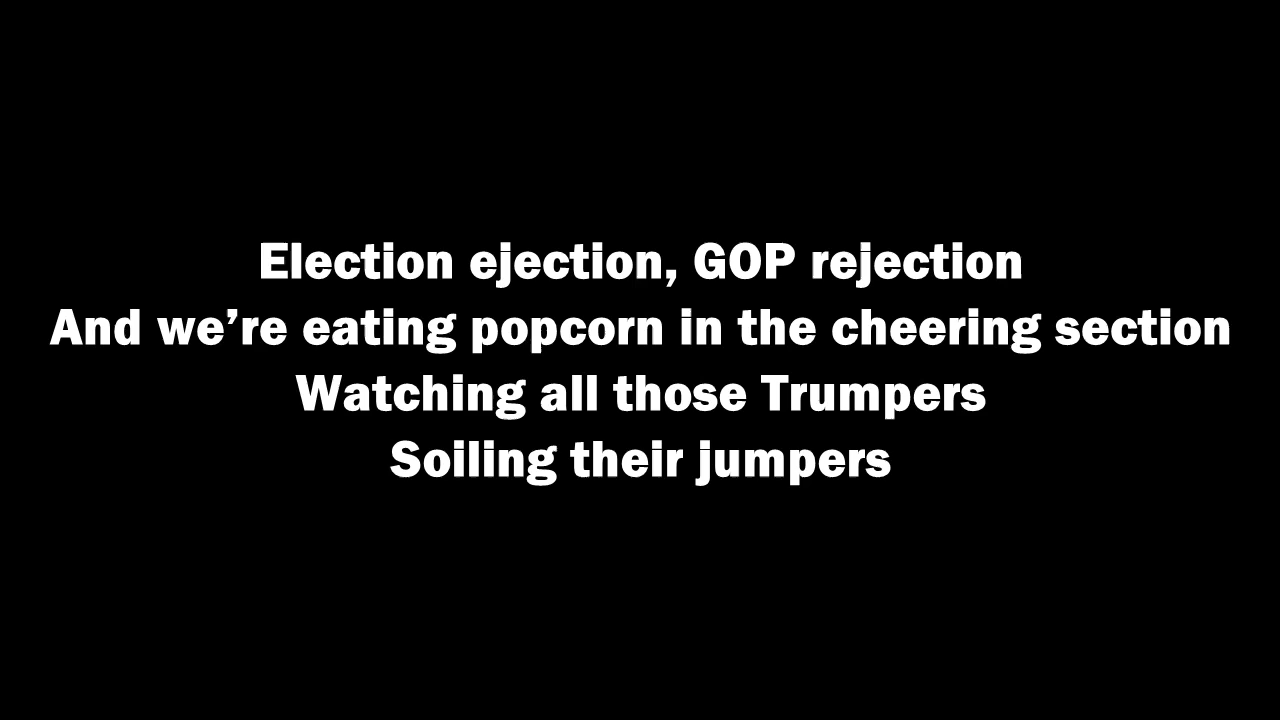 Election ejection, GOP rejection
And we’re eating popcorn in the cheering section
Watching all those Trumpers
Soiling their jumpers